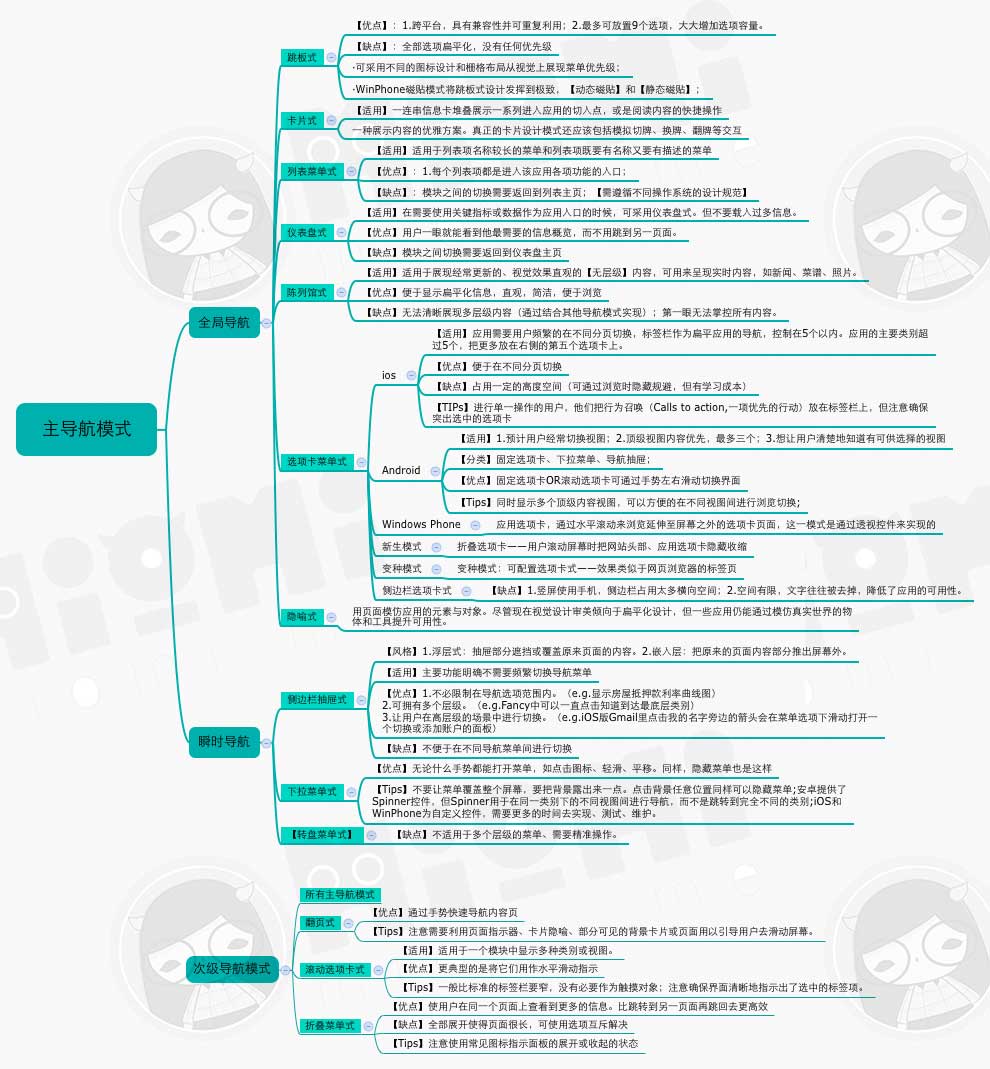 主导航模式
全局导航
跳板式
【优点】：1.跨平台，具有兼容性并可重复利用；2.最多可放置9个选项，大大增加选项容量。
【缺点】：全部选项扁平化，没有任何优先级
·可采用不同的图标设计和栅格布局从视觉上展现菜单优先级；
·WinPhone磁贴模式将跳板式设计发挥到极致，【动态磁贴】和【静态磁贴】；
卡片式
【适用】一连串信息卡堆叠展示一系列进入应用的切入点，或是阅读内容的快捷操作
一种展示内容的优雅方案。真正的卡片设计模式还应该包括模拟切牌、换牌、翻牌等交互
列表菜单式
【适用】适用于列表项名称较长的菜单和列表项既要有名称又要有描述的菜单
【优点】：1.每个列表项都是进入该应用各项功能的入口；
【缺点】：模块之间的切换需要返回到列表主页；【需遵循不同操作系统的设计规范】
仪表盘式
【适用】在需要使用关键指标或数据作为应用入口的时候，可采用仪表盘式。但不要载入过多信息。
【优点】用户一眼就能看到他最需要的信息概览，而不用跳到另一页面。
【缺点】模块之间切换需要返回到仪表盘主页
陈列馆式
【适用】适用于展现经常更新的、视觉效果直观的【无层级】内容，可用来呈现实时内容，如新闻、菜谱、照片。
【优点】便于显示扁平化信息，直观，简洁，便于浏览
【缺点】无法清晰展现多层级内容（通过结合其他导航模式实现）；第一眼无法掌控所有内容。
选项卡菜单式
ios
【适用】应用需要用户频繁的在不同分页切换，标签栏作为扁平应用的导航，控制在5个以内。应用的主要类别超
过5个，把更多放在右侧的第五个选项卡上。
【优点】便于在不同分页切换
【缺点】占用一定的高度空间（可通过浏览时隐藏规避，但有学习成本）
【TIPs】进行单一操作的用户，他们把行为召唤（Calls to action,一项优先的行动）放在标签栏上，但注意确保
突出选中的选项卡
Android
【适用】1.预计用户经常切换视图；2.顶级视图内容优先，最多三个；3.想让用户清楚地知道有可供选择的视图
【分类】固定选项卡、下拉菜单、导航抽屉；
【优点】固定选项卡OR滚动选项卡可通过手势左右滑动切换界面
【Tips】同时显示多个顶级内容视图，可以方便的在不同视图间进行浏览切换;
Windows Phone
应用选项卡，通过水平滚动来浏览延伸至屏幕之外的选项卡页面，这一模式是通过透视控件来实现的
新生模式
折叠选项卡——用户滚动屏幕时把网站头部、应用选项卡隐藏收缩
变种模式
变种模式：可配置选项卡式——效果类似于网页浏览器的标签页
侧边栏选项卡式
【缺点】1.竖屏使用手机，侧边栏占用太多横向空间；2.空间有限，文字往往被去掉，降低了应用的可用性。
隐喻式
用页面模仿应用的元素与对象。尽管现在视觉设计审美倾向于扁平化设计，但一些应用仍能通过模仿真实世界的物
体和工具提升可用性。
瞬时导航
侧边栏抽屉式
【风格】1.浮层式：抽屉部分遮挡或覆盖原来页面的内容。2.嵌入层：把原来的页面内容部分推出屏幕外。
【适用】主要功能明确不需要频繁切换导航菜单
【优点】1.不必限制在导航选项范围内。（e.g.显示房屋抵押款利率曲线图）
2.可拥有多个层级。（e.g.Fancy中可以一直点击知道到达最底层类别）
3.让用户在高层级的场景中进行切换。（e.g.iOS版Gmail里点击我的名字旁边的箭头会在菜单选项下滑动打开一
个切换或添加账户的面板）
【缺点】不便于在不同导航菜单间进行切换
下拉菜单式
【优点】无论什么手势都能打开菜单，如点击图标、轻滑、平移。同样，隐藏菜单也是这样
【Tips】不要让菜单覆盖整个屏幕，要把背景露出来一点。点击背景任意位置同样可以隐藏菜单;安卓提供了
Spinner控件，但Spinner用于在同一类别下的不同视图间进行导航，而不是跳转到完全不同的类别;iOS和
WinPhone为自定义控件，需要更多的时间去实现、测试、维护。
【转盘菜单式】
【缺点】不适用于多个层级的菜单、需要精准操作。
次级导航模式
所有主导航模式
翻页式
【优点】通过手势快速导航内容页
【Tips】注意需要利用页面指示器、卡片隐喻、部分可见的背景卡片或页面用以引导用户去滑动屏幕。
滚动选项卡式
【适用】适用于一个模块中显示多种类别或视图。
【优点】更典型的是将它们用作水平滑动指示
【Tips】一般比标准的标签栏要窄，没有必要作为触摸对象；注意确保界面清晰地指示出了选中的标签项。
折叠菜单式
【优点】使用户在同一个页面上查看到更多的信息。比跳转到另一页面再跳回去更高效
【缺点】全部展开使得页面很长，可使用选项互斥解决
【Tips】注意使用常见图标指示面板的展开或收起的状态